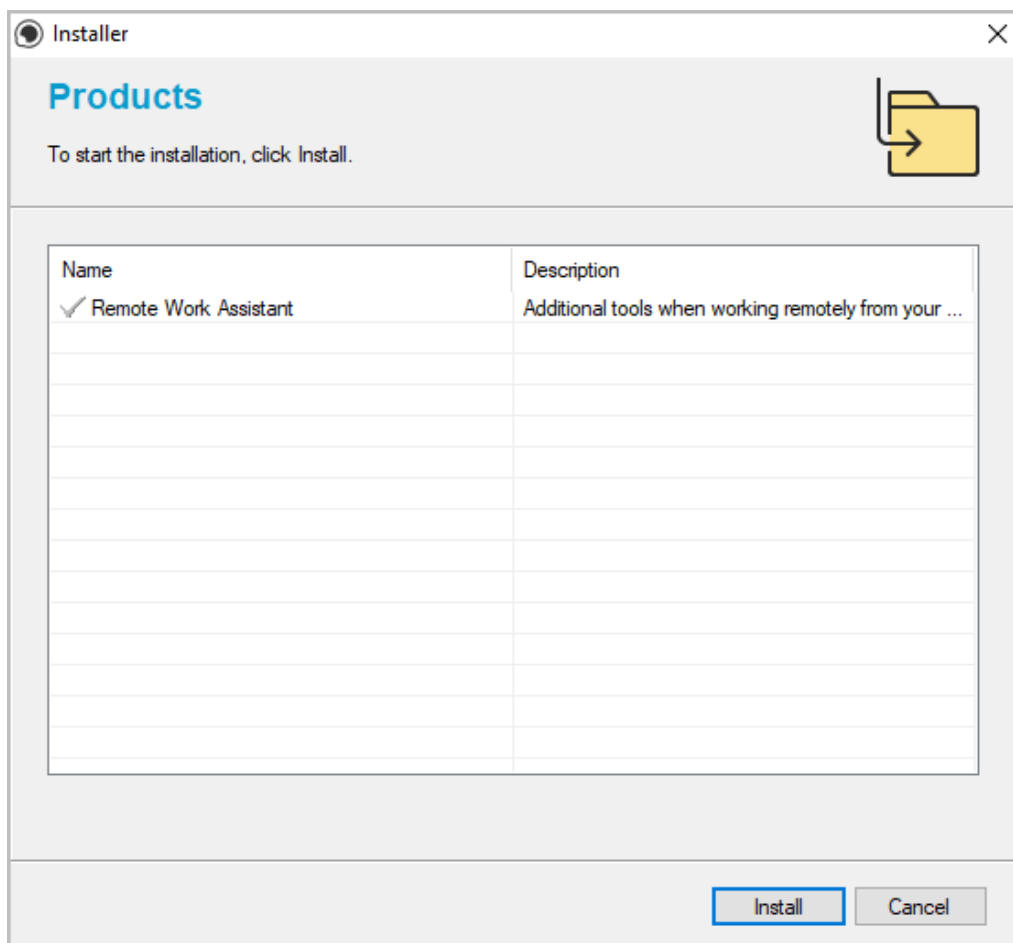 Installer
Products
To start the installation, click Install.
Name Description
Remote Work Assistant Additional tools when working remotely from your ...
Install Cancel